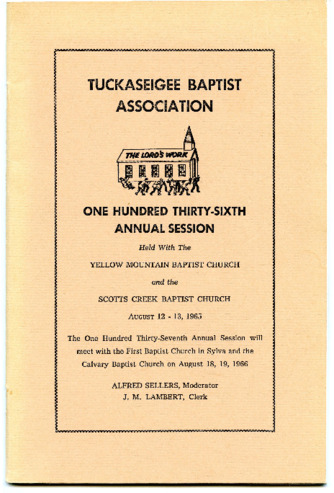 TUCKASEIGEE BAPTIST
ASSOCIATION
THE LORD'S WORK
ONE HUNDRED THIRTY-SIXTH
ANNUAL SESSION
Held With The
YELLOW MOUNTAIN BAPTIST CHURCH
and the
SCOTTS CREEK BAPTIST CHURCH
AUGUST 12 - 13, 1965
The One Hundred Thirty-Seventh Annual Session will
meet with the First Baptist Church in Sylva and the
Calvary Baptist Church on August 18, 19, 1966
ALFRED SELLERS, Moderator
J. M. LAMBERT, Clerk